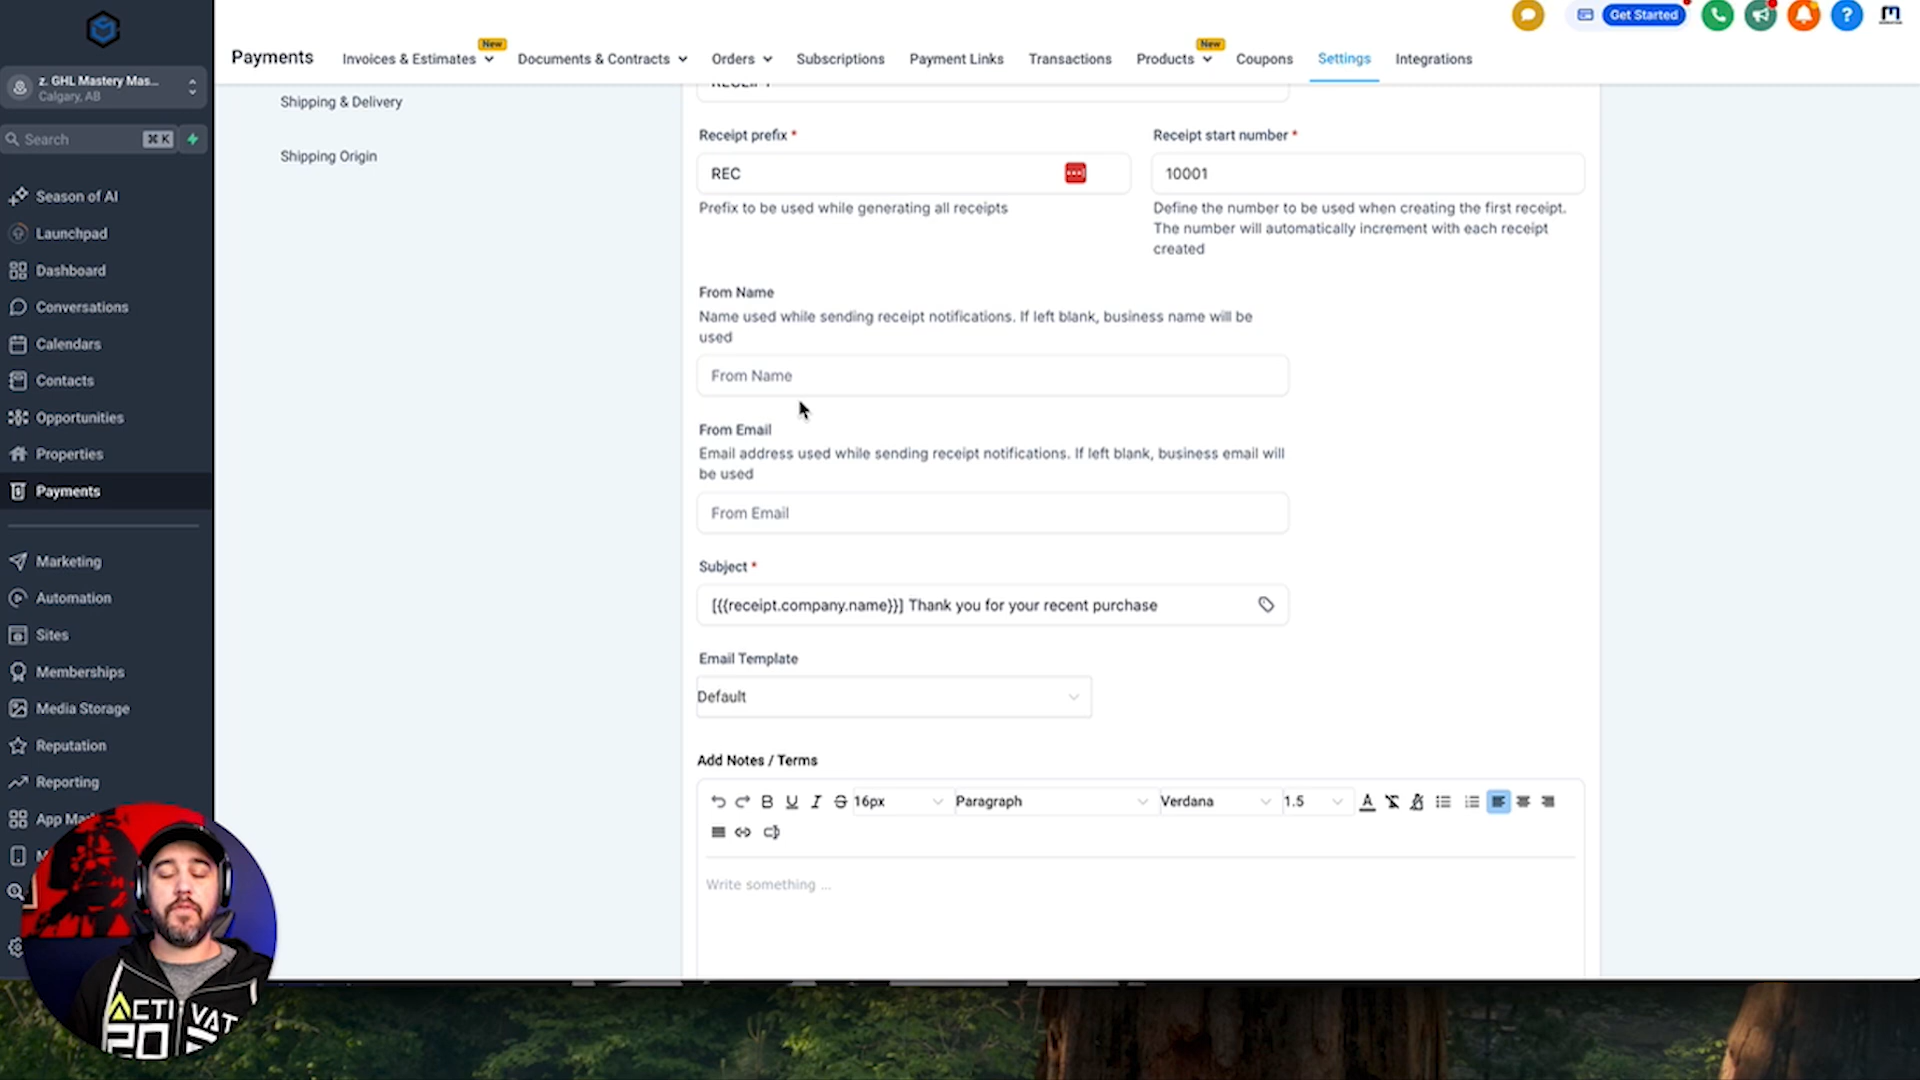 Get Started
Payments
Invoices & Estimates
New
Documents & Contracts
Orders
Subscriptions
Payment Links
Transactions
Products
New
Coupons
Settings
Integrations
z. GHL Mastery Mas...
Calgary, AB
Search
⌘ K
Season of AI
Launchpad
Dashboard
Conversations
Calendars
Contacts
Opportunities
Properties
Payments
Marketing
Automation
Sites
Memberships
Media Storage
Reputation
Reporting
App Ma
Shipping & Delivery
Shipping Origin
RECEIPT
Receipt prefix *
REC
Prefix to be used while generating all receipts
Receipt start number *
10001
Define the number to be used when creating the first receipt.
The number will automatically increment with each receipt
created
From Name
Name used while sending receipt notifications. If left blank, business name will be
used
From Name
From Email
Email address used while sending receipt notifications. If left blank, business email will
be used
From Email
Subject *
[{{receipt.company.name}}] Thank you for your recent purchase
Email Template
Default
Add Notes / Terms
16px
Paragraph
Verdana
1.5
Write something ...
ACTIVAT
20